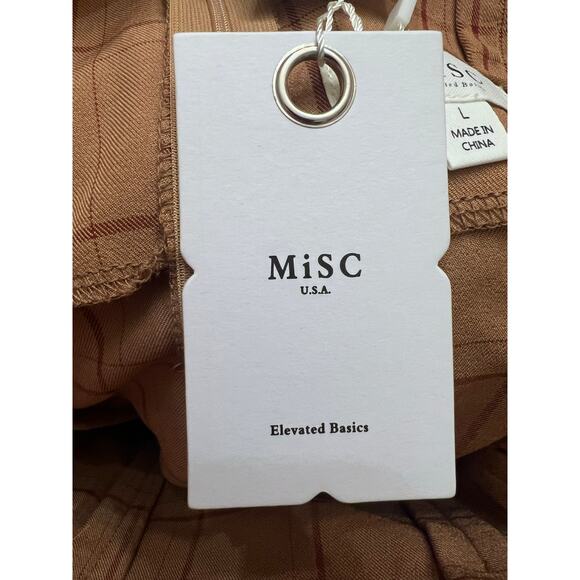 L
MADE IN
CHINA
MiSC
U.S.A.
Elevated Basics